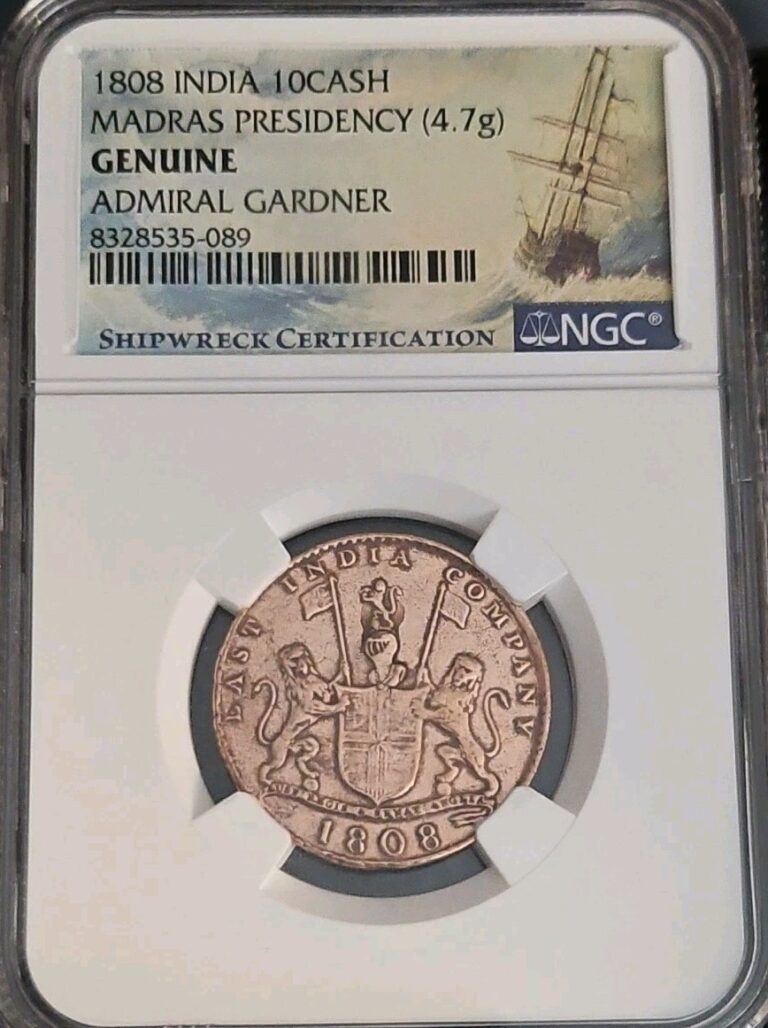 1808 INDIA 10CASH
MADRAS PRESIDENCY (4.7g)
GENUINE
ADMIRAL GARDNER
8328535-089
SHIPWRECK CERTIFICATION
NGC®
EAST INDIA COMPANY
1808